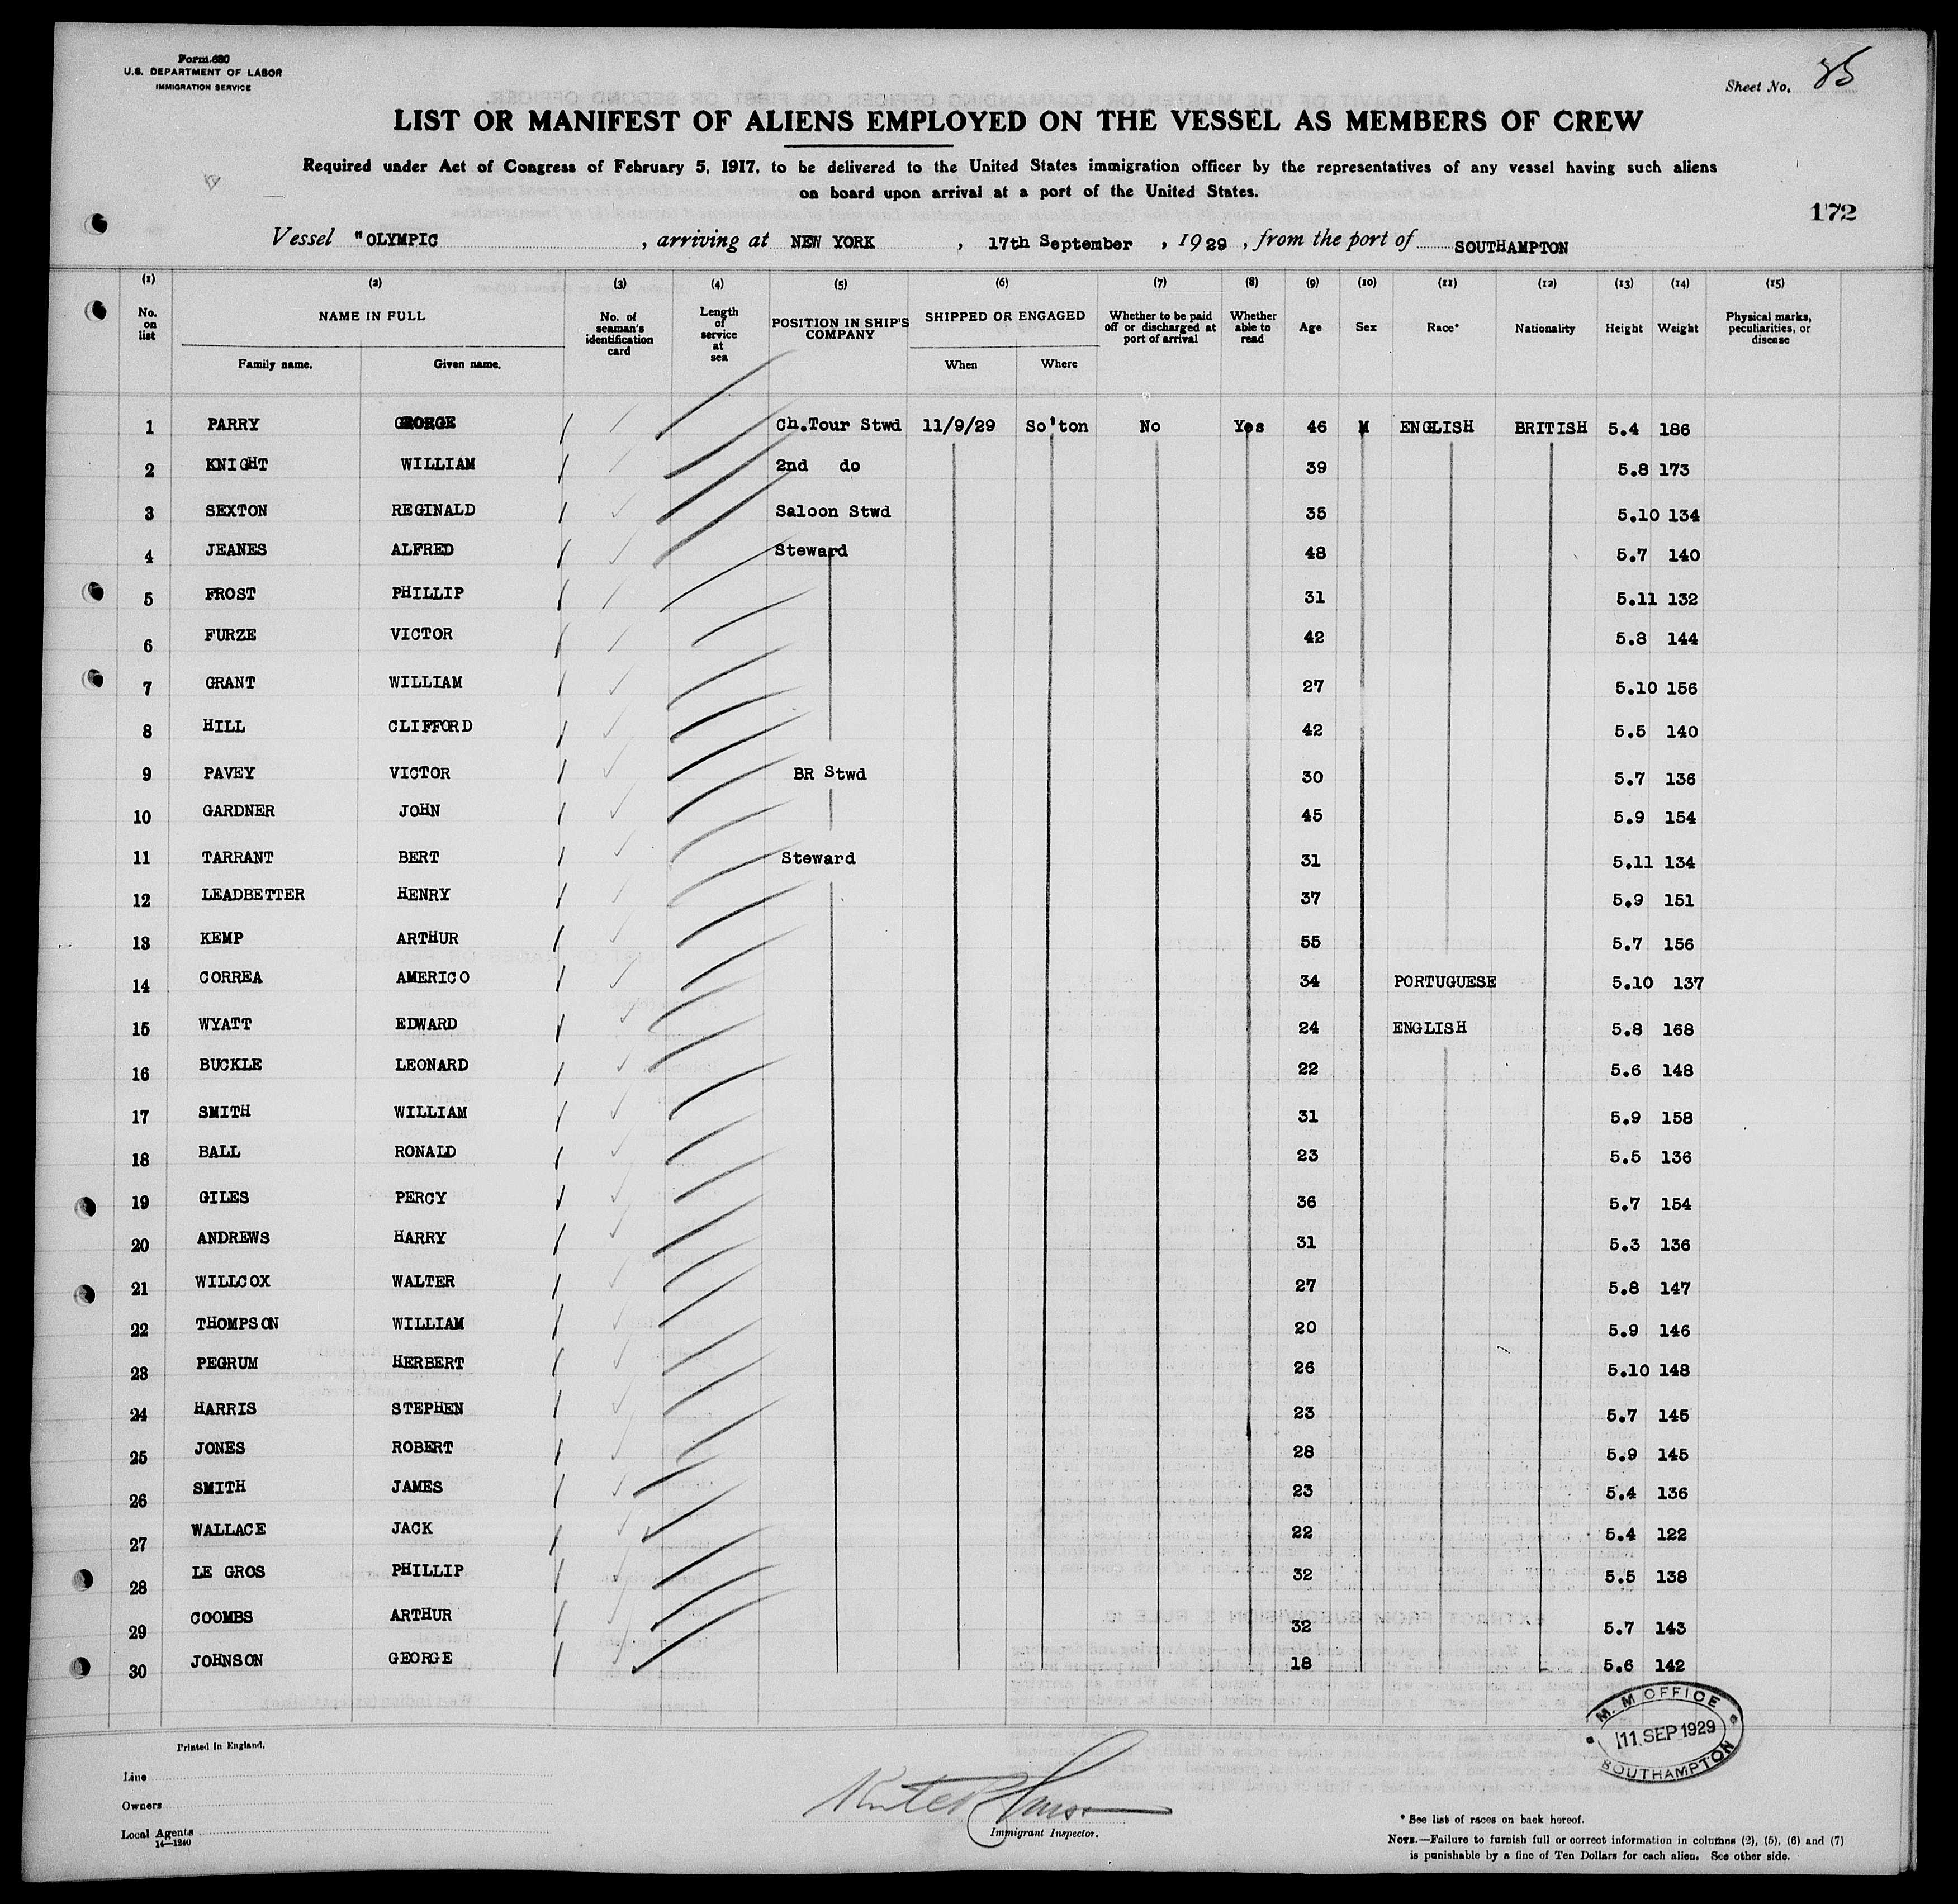 Form 680
U.S. DEPARTMENT OF LABOR
IMMIGRATION SERVICE
Sheet No. 35
LIST OR MANIFEST OF ALIENS EMPLOYED ON THE VESSEL AS MEMBERS OF CREW
Required under Act of Congress of February 5, 1917, to be delivered to the United States immigration officer by the representatives of any vessel having such aliens
on board upon arrival at a port of the United States.
172
Vessel "OLYMPIC , arriving at NEW YORK , 17th September , 1929 , from the port of SOUTHAMPTON
(1) (2) (3) (4) (5) (6) (7) (8) (9) (10) (11) (12) (13) (14) (15)
No. on list NAME IN FULL Family name. Given name. No. of seaman's identification card Length of service at sea POSITION IN SHIP'S COMPANY SHIPPED OR ENGAGED When Where Whether to be paid off or discharged at port of arrival Whether able to read Age Sex Race* Nationality Height Weight Physical marks, peculiarities, or disease
1 PARRY GEORGE Ch.Tour Stwd 11/9/29 So'ton No Yes 46 M ENGLISH BRITISH 5.4 186
2 KNIGHT WILLIAM 2nd do 39 5.8 173
3 SEXTON REGINALD Saloon Stwd 35 5.10 134
4 JEANES ALFRED Steward 48 5.7 140
5 FROST PHILLIP 31 5.11 132
6 FURZE VICTOR 42 5.8 144
7 GRANT WILLIAM 27 5.10 156
8 HILL CLIFFORD 42 5.5 140
9 PAVEY VICTOR BR Stwd 30 5.7 136
10 GARDNER JOHN 45 5.9 154
11 TARRANT BERT Steward 31 5.11 134
12 LEADBETTER HENRY 37 5.9 151
13 KEMP ARTHUR 55 5.7 156
14 CORREA AMERICO 34 PORTUGUESE 5.10 137
15 WYATT EDWARD 24 ENGLISH 5.8 168
16 BUCKLE LEONARD 22 5.6 148
17 SMITH WILLIAM 31 5.9 158
18 BALL RONALD 23 5.5 136
19 GILES PERCY 36 5.7 154
20 ANDREWS HARRY 31 5.3 136
21 WILLCOX WALTER 27 5.8 147
22 THOMPSON WILLIAM 20 5.9 146
23 PEGRUM HERBERT 26 5.10 148
24 HARRIS STEPHEN 23 5.7 145
25 JONES ROBERT 28 5.9 145
26 SMITH JAMES 23 5.4 136
27 WALLACE JACK 22 5.4 122
28 LE GROS PHILLIP 32 5.5 138
29 COOMBS ARTHUR 32 5.7 143
30 JOHNSON GEORGE 18 5.6 142
M. M OFFICE
11 SEP 1929
SOUTHAMPTON
Printed in England.
Line
Owners
Local Agents
14—1240
Immigrant Inspector.
* See list of races on back hereof.
NOTE.—Failure to furnish full or correct information in columns (2), (5), (6) and (7)
is punishable by a fine of Ten Dollars for each alien. See other side.